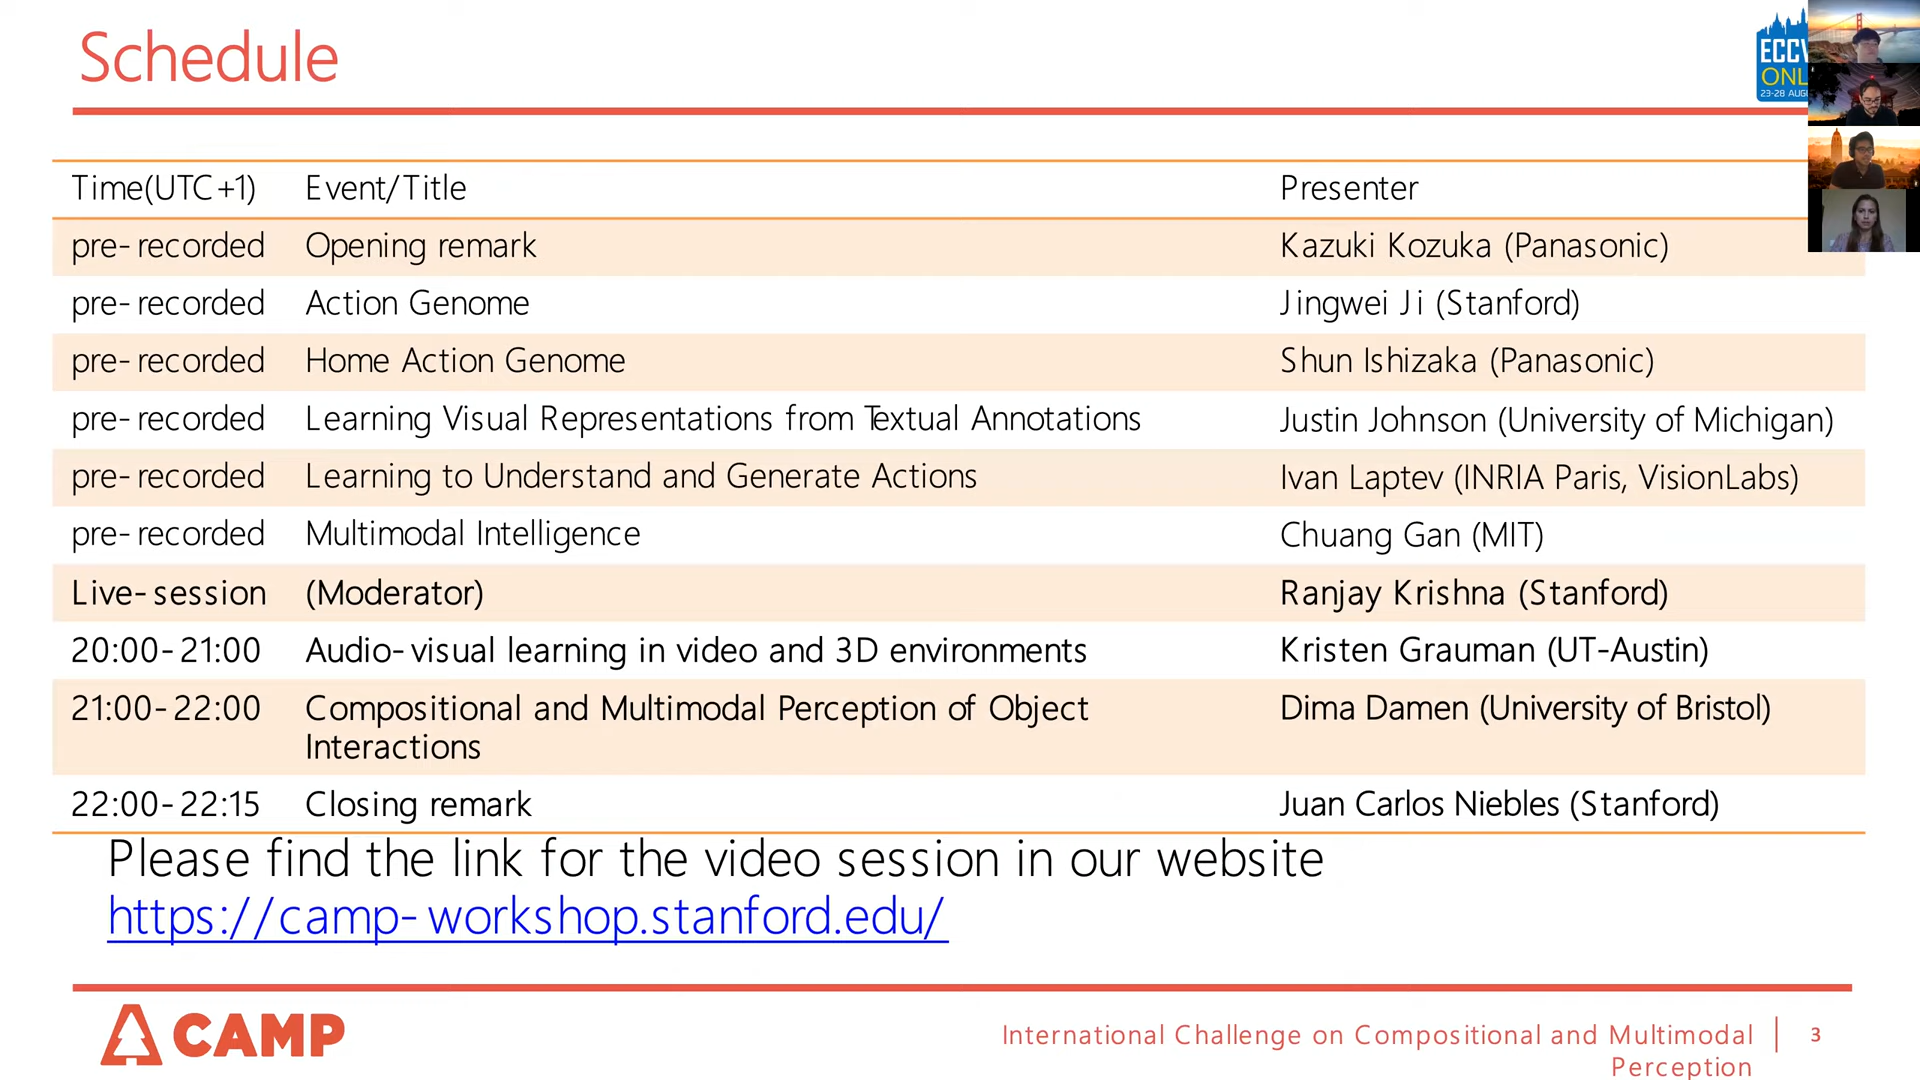 Schedule
ECCV
ONL
23-28 AUGU
Time(UTC+1) Event/Title Presenter
pre-recorded Opening remark Kazuki Kozuka (Panasonic)
pre-recorded Action Genome Jingwei Ji (Stanford)
pre-recorded Home Action Genome Shun Ishizaka (Panasonic)
pre-recorded Learning Visual Representations from Textual Annotations Justin Johnson (University of Michigan)
pre-recorded Learning to Understand and Generate Actions Ivan Laptev (INRIA Paris, VisionLabs)
pre-recorded Multimodal Intelligence Chuang Gan (MIT)
Live-session (Moderator) Ranjay Krishna (Stanford)
20:00-21:00 Audio-visual learning in video and 3D environments Kristen Grauman (UT-Austin)
21:00-22:00 Compositional and Multimodal Perception of Object Dima Damen (University of Bristol)
Interactions
22:00-22:15 Closing remark Juan Carlos Niebles (Stanford)
Please find the link for the video session in our website
https://camp-workshop.stanford.edu/
CAMP
International Challenge on Compositional and Multimodal 3
Perception